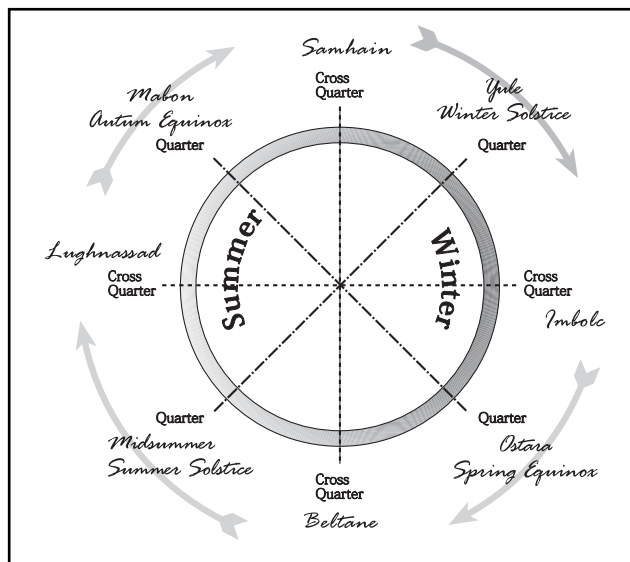 Samhain
Cross
Quarter
Yule
Winter Solstice
Quarter
Winter
Cross
Quarter
Imbolc
Quarter
Ostara
Spring Equinox
Cross
Quarter
Beltane
Quarter
Midsummer
Summer Solstice
Summer
Lughnassad
Cross
Quarter
Mabon
Autum Equinox
Quarter